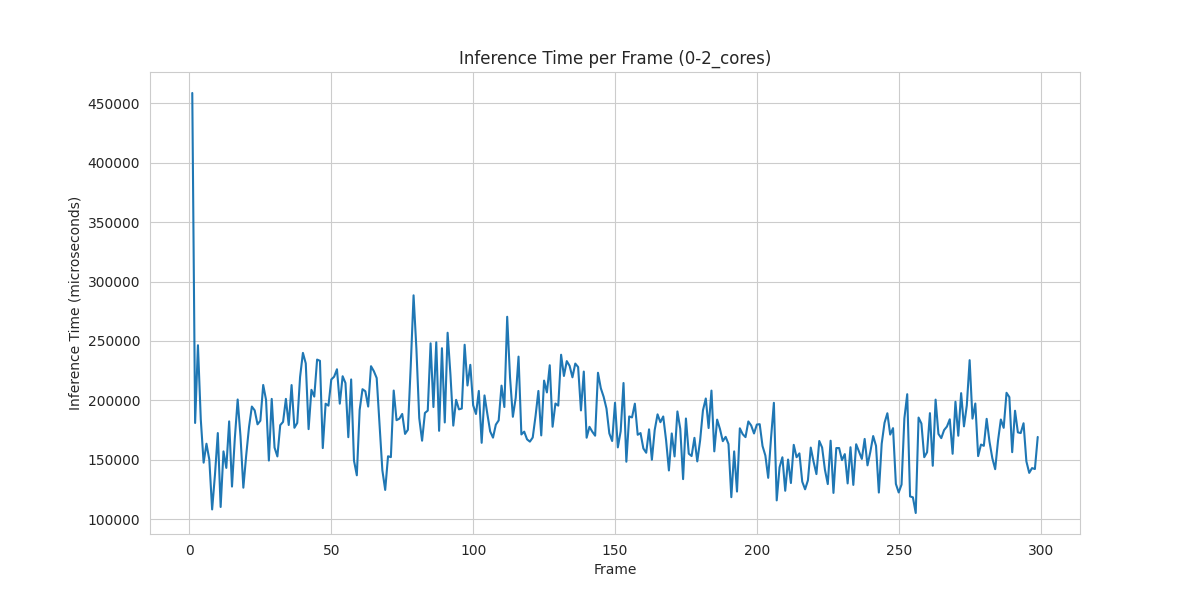 Inference Time per Frame (0-2_cores)
Inference Time (microseconds)
450000
400000
350000
300000
250000
200000
150000
100000
0 50 100 150 200 250 300
Frame